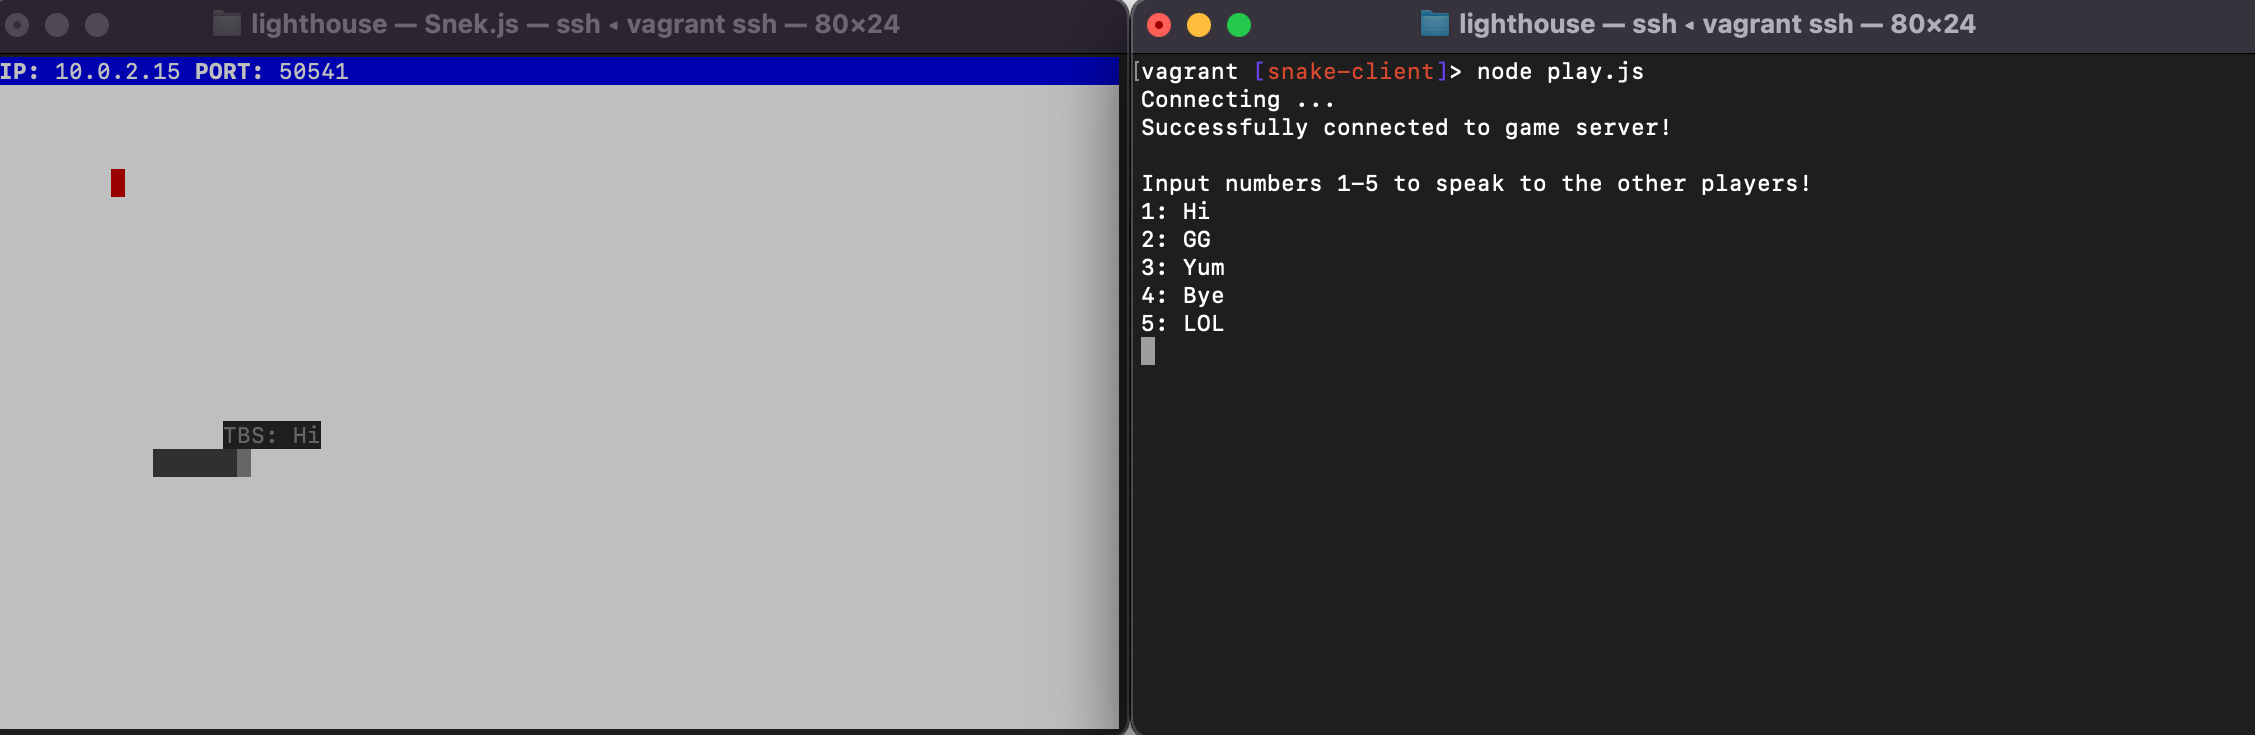 lighthouse — Snek.js — ssh ◂ vagrant ssh — 80×24
IP: 10.0.2.15 PORT: 50541
TBS: Hi
lighthouse — ssh ◂ vagrant ssh — 80×24
[vagrant [snake-client]> node play.js
Connecting ...
Successfully connected to game server!
Input numbers 1-5 to speak to the other players!
1: Hi
2: GG
3: Yum
4: Bye
5: LOL